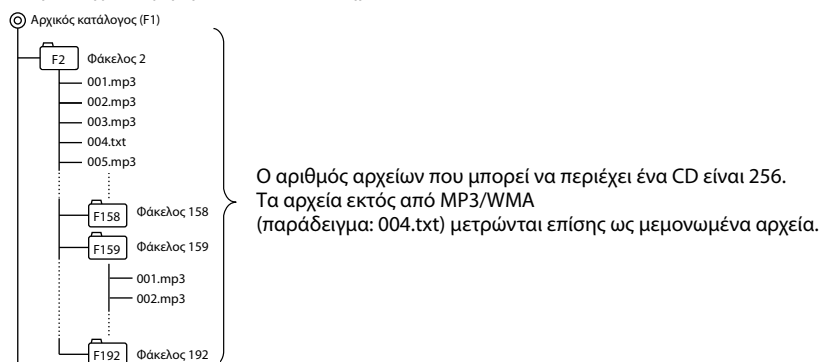 Αρχικός κατάλογος (F1)
F2 Φάκελος 2
001.mp3
002.mp3
003.mp3
004.txt
005.mp3
F158 Φάκελος 158
F159 Φάκελος 159
001.mp3
002.mp3
F192 Φάκελος 192
Ο αριθμός αρχείων που μπορεί να περιέχει ένα CD είναι 256.
Τα αρχεία εκτός από MP3/WMA
(παράδειγμα: 004.txt) μετρώνται επίσης ως μεμονωμένα αρχεία.